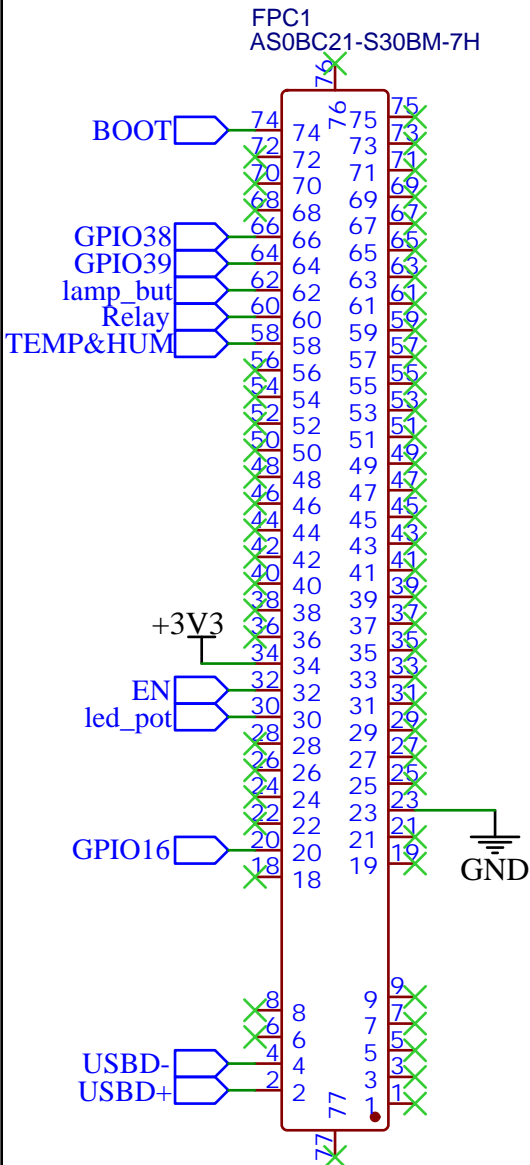 FPC1
AS0BC21-S30BM-7H
76
76
BOOT 74 74 75 75
72 72 73 73
70 70 71 71
68 68 69 69
GPIO38 66 66 67 67
GPIO39 64 64 65 65
lamp_but 62 62 63 63
Relay 60 60 61 61
TEMP&HUM 58 58 59 59
56 56 57 57
54 54 55 55
52 52 53 53
50 50 51 51
48 48 49 49
46 46 47 47
44 44 45 45
42 42 43 43
40 40 41 41
38 38 39 39
36 36 37 37
+3V3 34 34 35 35
EN 32 32 33 33
led_pot 30 30 31 31
28 28 29 29
26 26 27 27
24 24 25 25
22 22 23 23
GPIO16 20 20 21 21
18 18 19 19
GND
8 8 9 9
6 6 7 7
USBD- 4 4 5 5
USBD+ 2 2 3 3
1 1
77
77